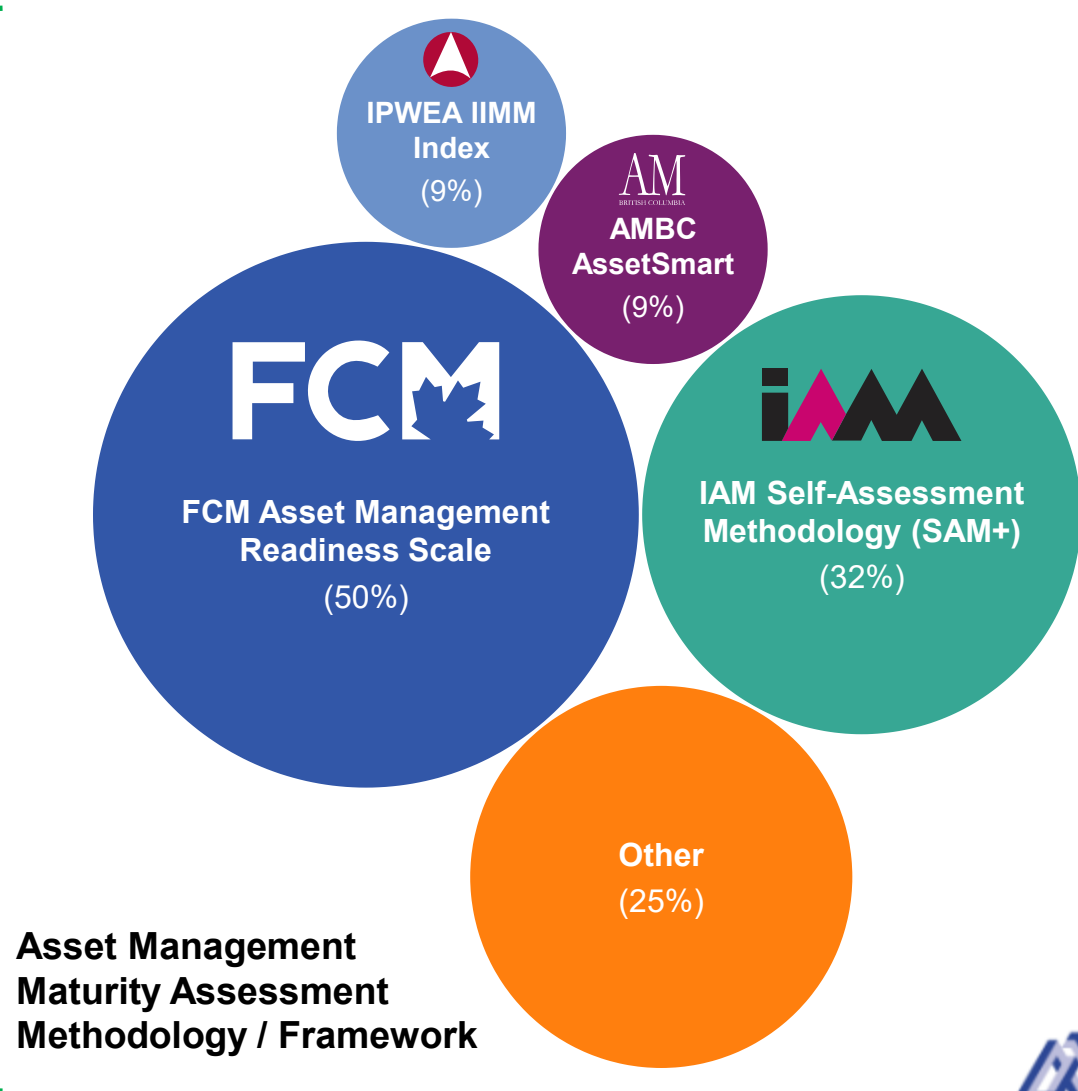 IPWEA IIMM
Index
(9%)
AM
BRITISH COLUMBIA
AMBC
AssetSmart
(9%)
FCM
FCM Asset Management
Readiness Scale
(50%)
iAM
IAM Self-Assessment
Methodology (SAM+)
(32%)
Other
(25%)
Asset Management
Maturity Assessment
Methodology / Framework